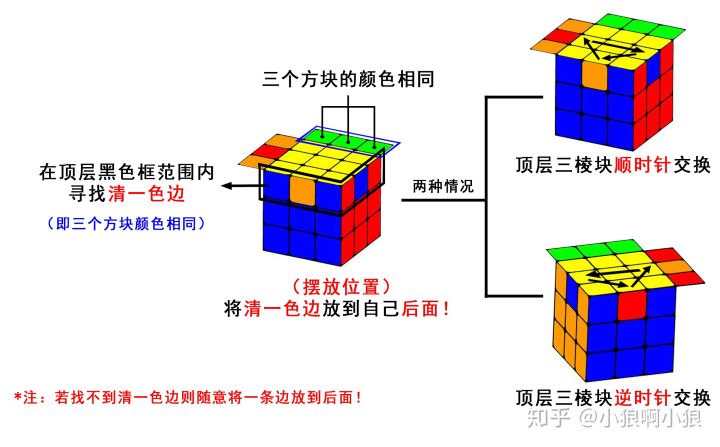 三个方块的颜色相同
在顶层黑色框范围内
寻找清一色边
（即三个方块颜色相同）
两种情况
顶层三棱块顺时针交换
（摆放位置）
将清一色边放到自己后面！
*注：若找不到清一色边则随意将一条边放到后面！
顶层三棱块逆时针交换
知乎 @小狼啊小狼